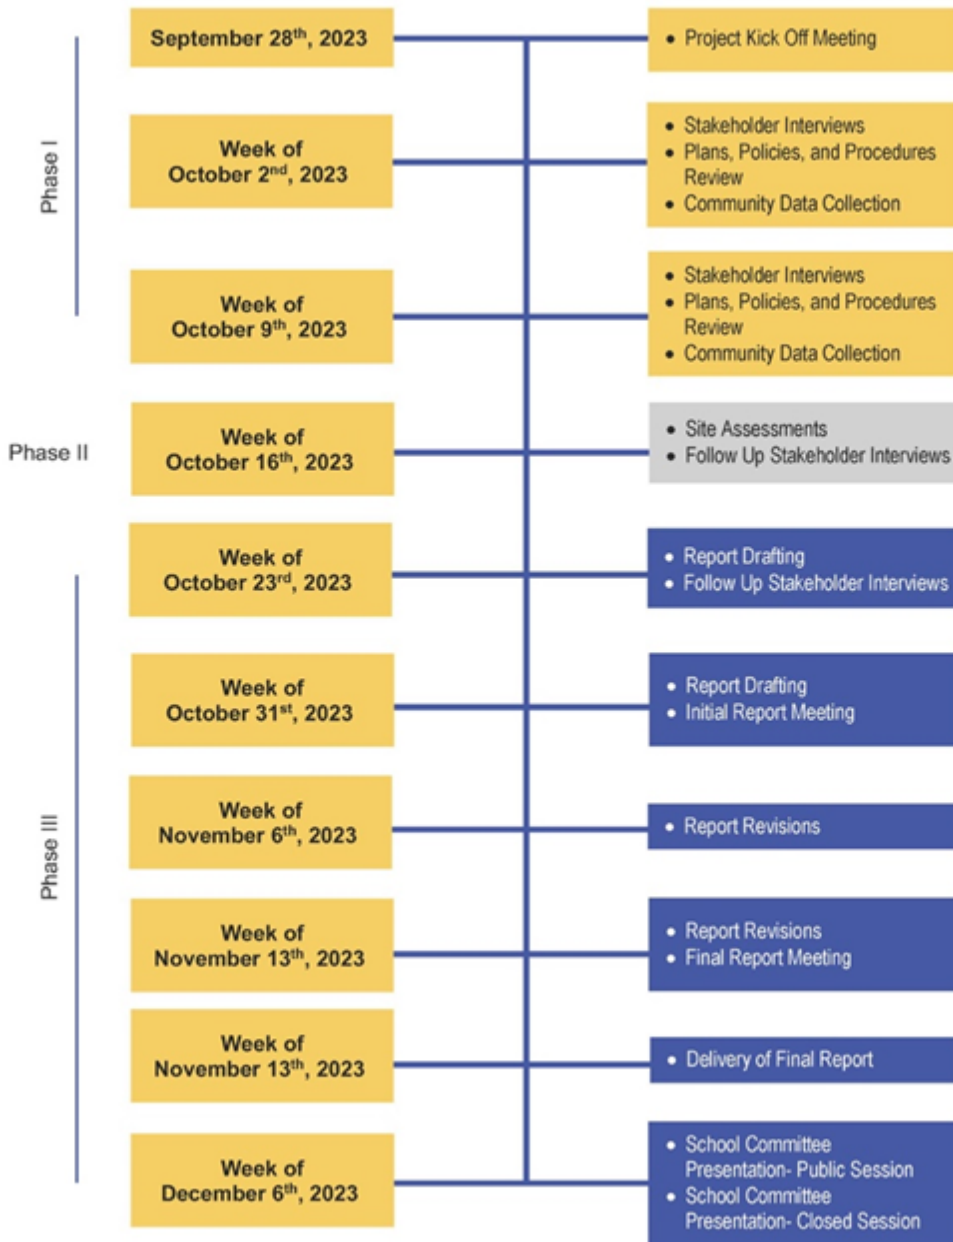 Phase I
September 28th, 2023
• Project Kick Off Meeting
Week of
October 2nd, 2023
• Stakeholder Interviews
• Plans, Policies, and Procedures
Review
• Community Data Collection
Week of
October 9th, 2023
• Stakeholder Interviews
• Plans, Policies, and Procedures
Review
• Community Data Collection
Phase II
Week of
October 16th, 2023
• Site Assessments
• Follow Up Stakeholder Interviews
Phase III
Week of
October 23rd, 2023
• Report Drafting
• Follow Up Stakeholder Interviews
Week of
October 31st, 2023
• Report Drafting
• Initial Report Meeting
Week of
November 6th, 2023
• Report Revisions
Week of
November 13th, 2023
• Report Revisions
• Final Report Meeting
Week of
November 13th, 2023
• Delivery of Final Report
Week of
December 6th, 2023
• School Committee
Presentation- Public Session
• School Committee
Presentation- Closed Session